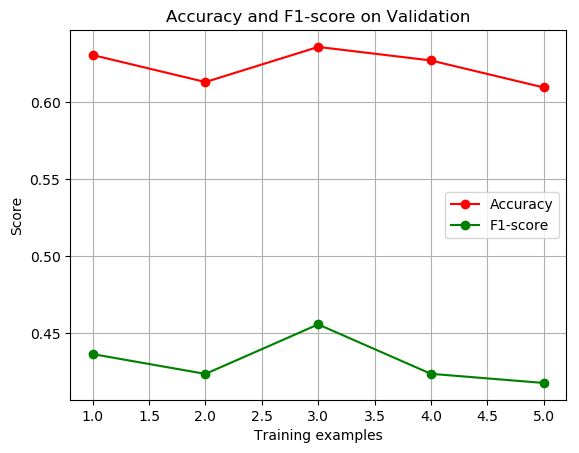 Accuracy and F1-score on Validation
Score
0.60
0.55
0.50
0.45
Accuracy
F1-score
1.0 1.5 2.0 2.5 3.0 3.5 4.0 4.5 5.0
Training examples